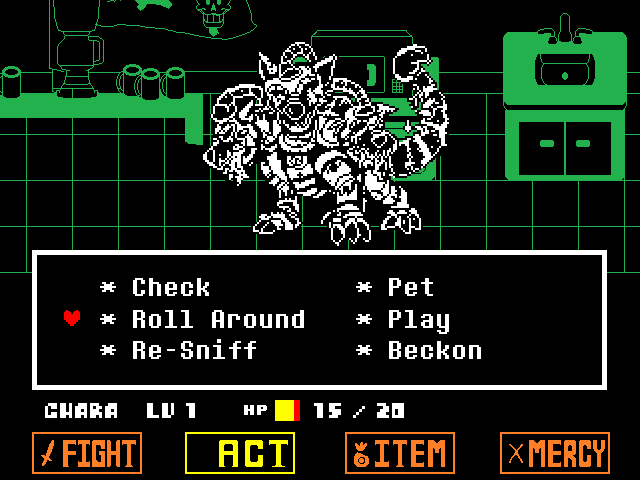 * Check * Pet
* Roll Around * Play
* Re-Sniff * Beckon
CHARA LV 1 HP 15 / 20
FIGHT ACT ITEM MERCY